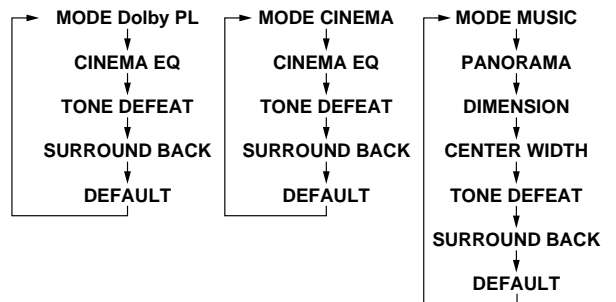 MODE Dolby PL
CINEMA EQ
TONE DEFEAT
SURROUND BACK
DEFAULT
MODE CINEMA
CINEMA EQ
TONE DEFEAT
SURROUND BACK
DEFAULT
MODE MUSIC
PANORAMA
DIMENSION
CENTER WIDTH
TONE DEFEAT
SURROUND BACK
DEFAULT